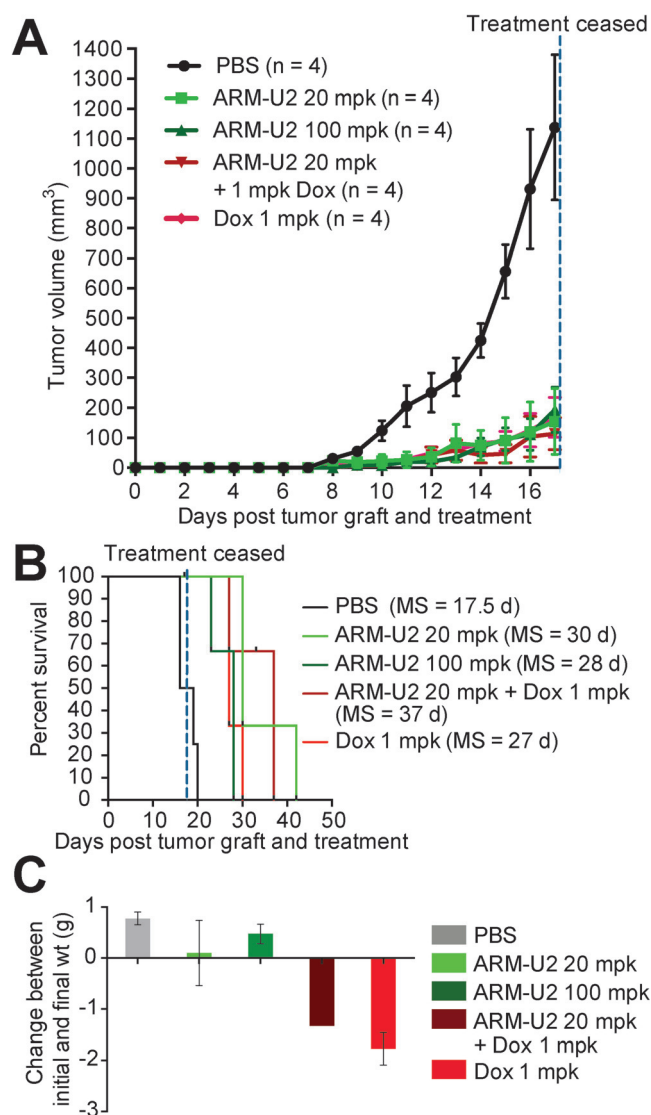 A
Treatment ceased
PBS (n = 4)
ARM-U2 20 mpk (n = 4)
ARM-U2 100 mpk (n = 4)
ARM-U2 20 mpk
+ 1 mpk Dox (n = 4)
Dox 1 mpk (n = 4)
Tumor volume (mm³)
1400
1300
1200
1100
1000
900
800
700
600
500
400
300
200
100
0
0 2 4 6 8 10 12 14 16
Days post tumor graft and treatment
B
Treatment ceased
Percent survival
100
90
80
70
60
50
40
30
20
10
0
0 10 20 30 40 50
Days post tumor graft and treatment
PBS (MS = 17.5 d)
ARM-U2 20 mpk (MS = 30 d)
ARM-U2 100 mpk (MS = 28 d)
ARM-U2 20 mpk + Dox 1 mpk
(MS = 37 d)
Dox 1 mpk (MS = 27 d)
C
Change between
initial and final wt (g)
1
0
-1
-2
-3
PBS
ARM-U2 20 mpk
ARM-U2 100 mpk
ARM-U2 20 mpk
+ Dox 1 mpk
Dox 1 mpk